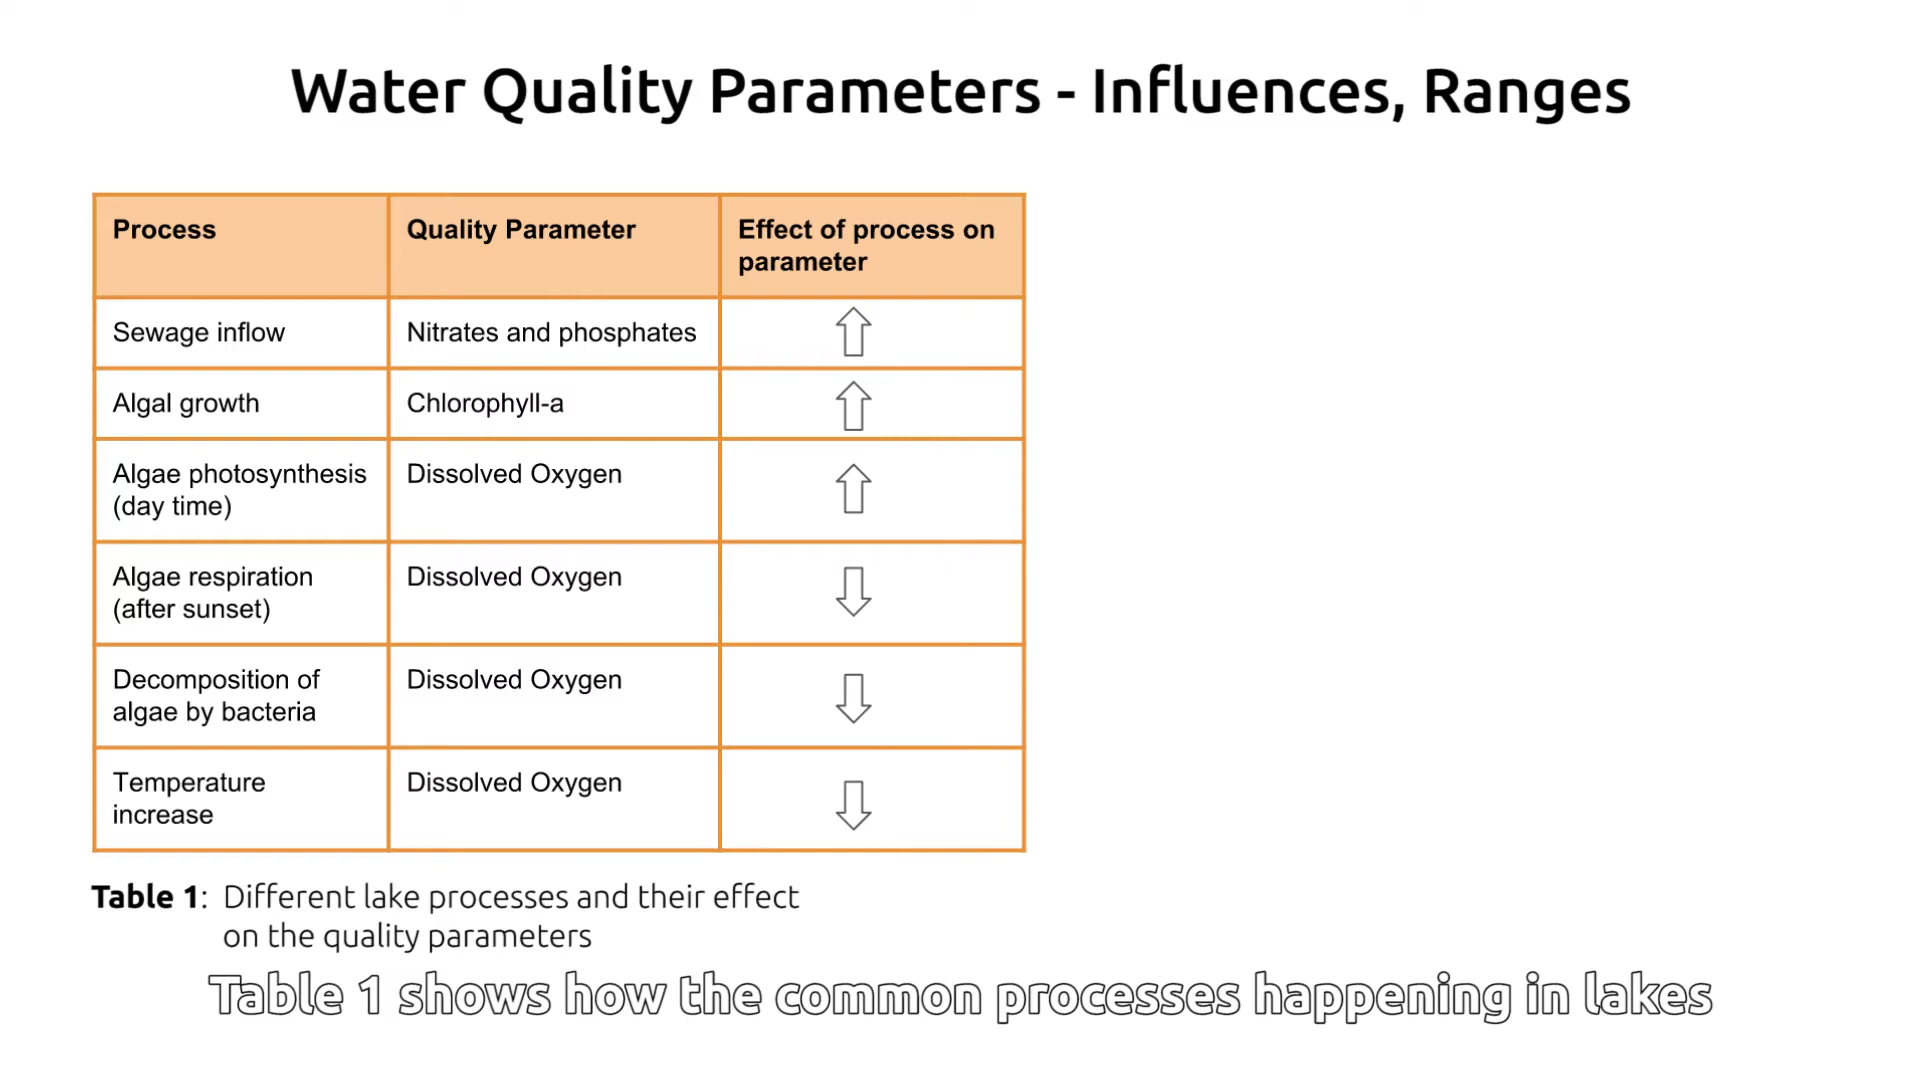 Water Quality Parameters - Influences, Ranges
Process
Quality Parameter
Effect of process on
parameter
Sewage inflow
Nitrates and phosphates
Algal growth
Chlorophyll-a
Algae photosynthesis
(day time)
Dissolved Oxygen
Algae respiration
(after sunset)
Dissolved Oxygen
Decomposition of
algae by bacteria
Dissolved Oxygen
Temperature
increase
Dissolved Oxygen
Table 1: Different lake processes and their effect
on the quality parameters
Table 1 shows how the common processes happening in lakes